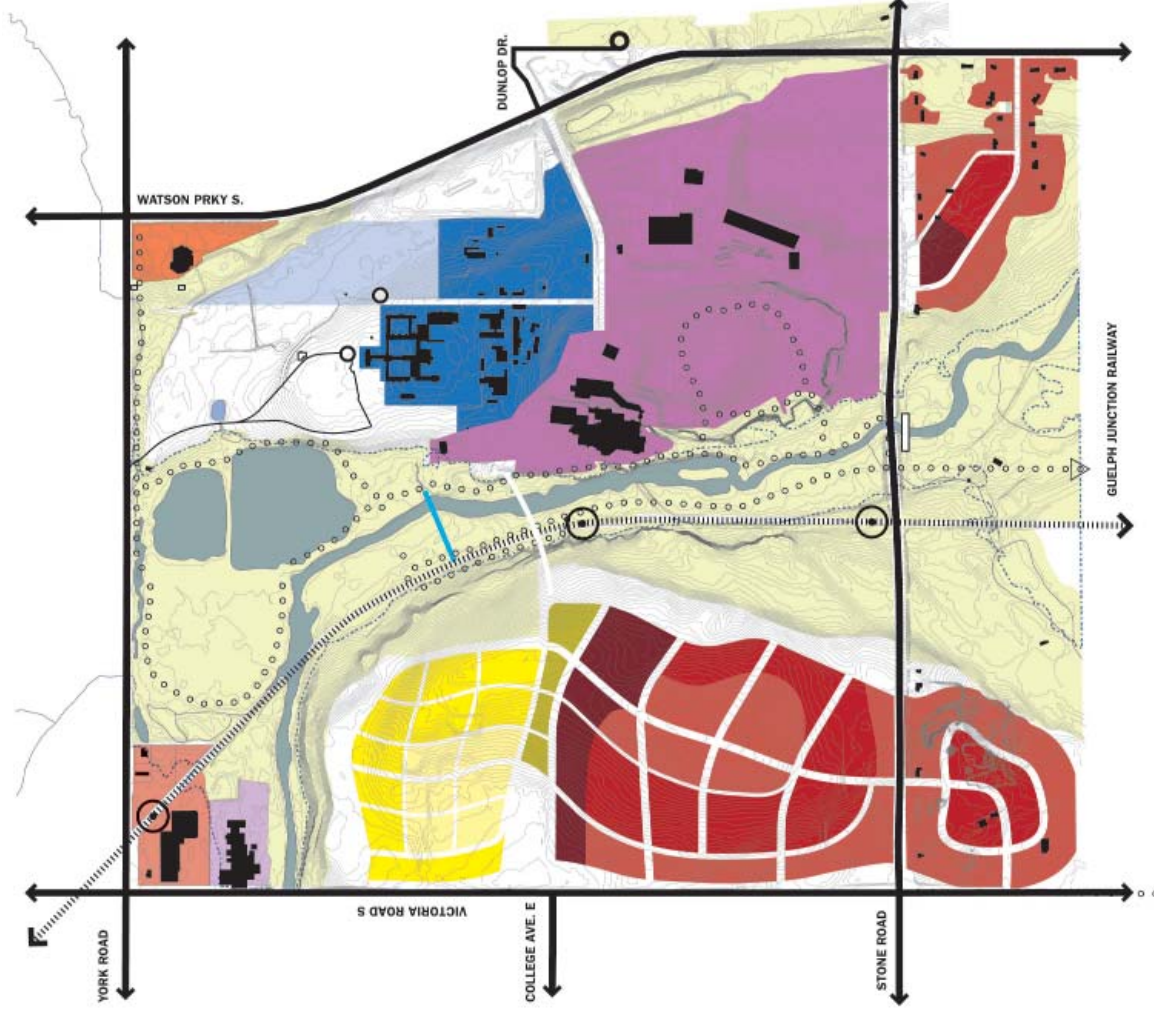 DUNLOP DR.
WATSON PRKY S.
GUELPH JUNCTION RAILWAY
VICTORIA ROAD S
YORK ROAD
COLLEGE AVE. E
STONE ROAD